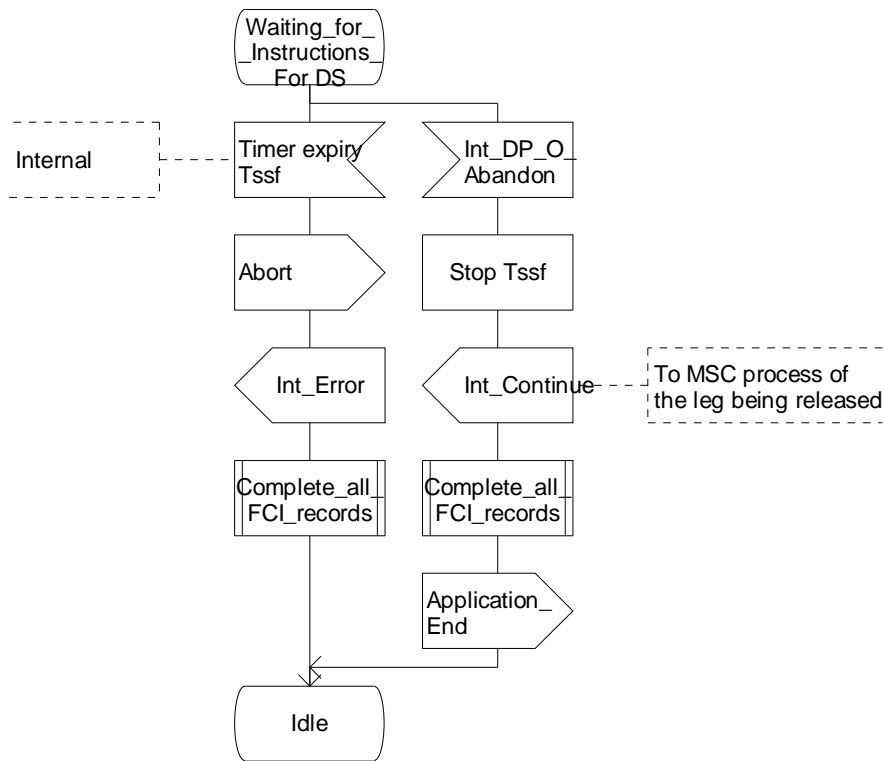 Waiting_for_
_Instructions_
For DS
Internal
Timer expiry
Tssf
Int_DP_O_
Abandon
Abort
Stop Tssf
Int_Error
Int_Continue
To MSC process of
the leg being released
Complete_all_
FCI_records
Complete_all_
FCI_records
Application_
End
Idle